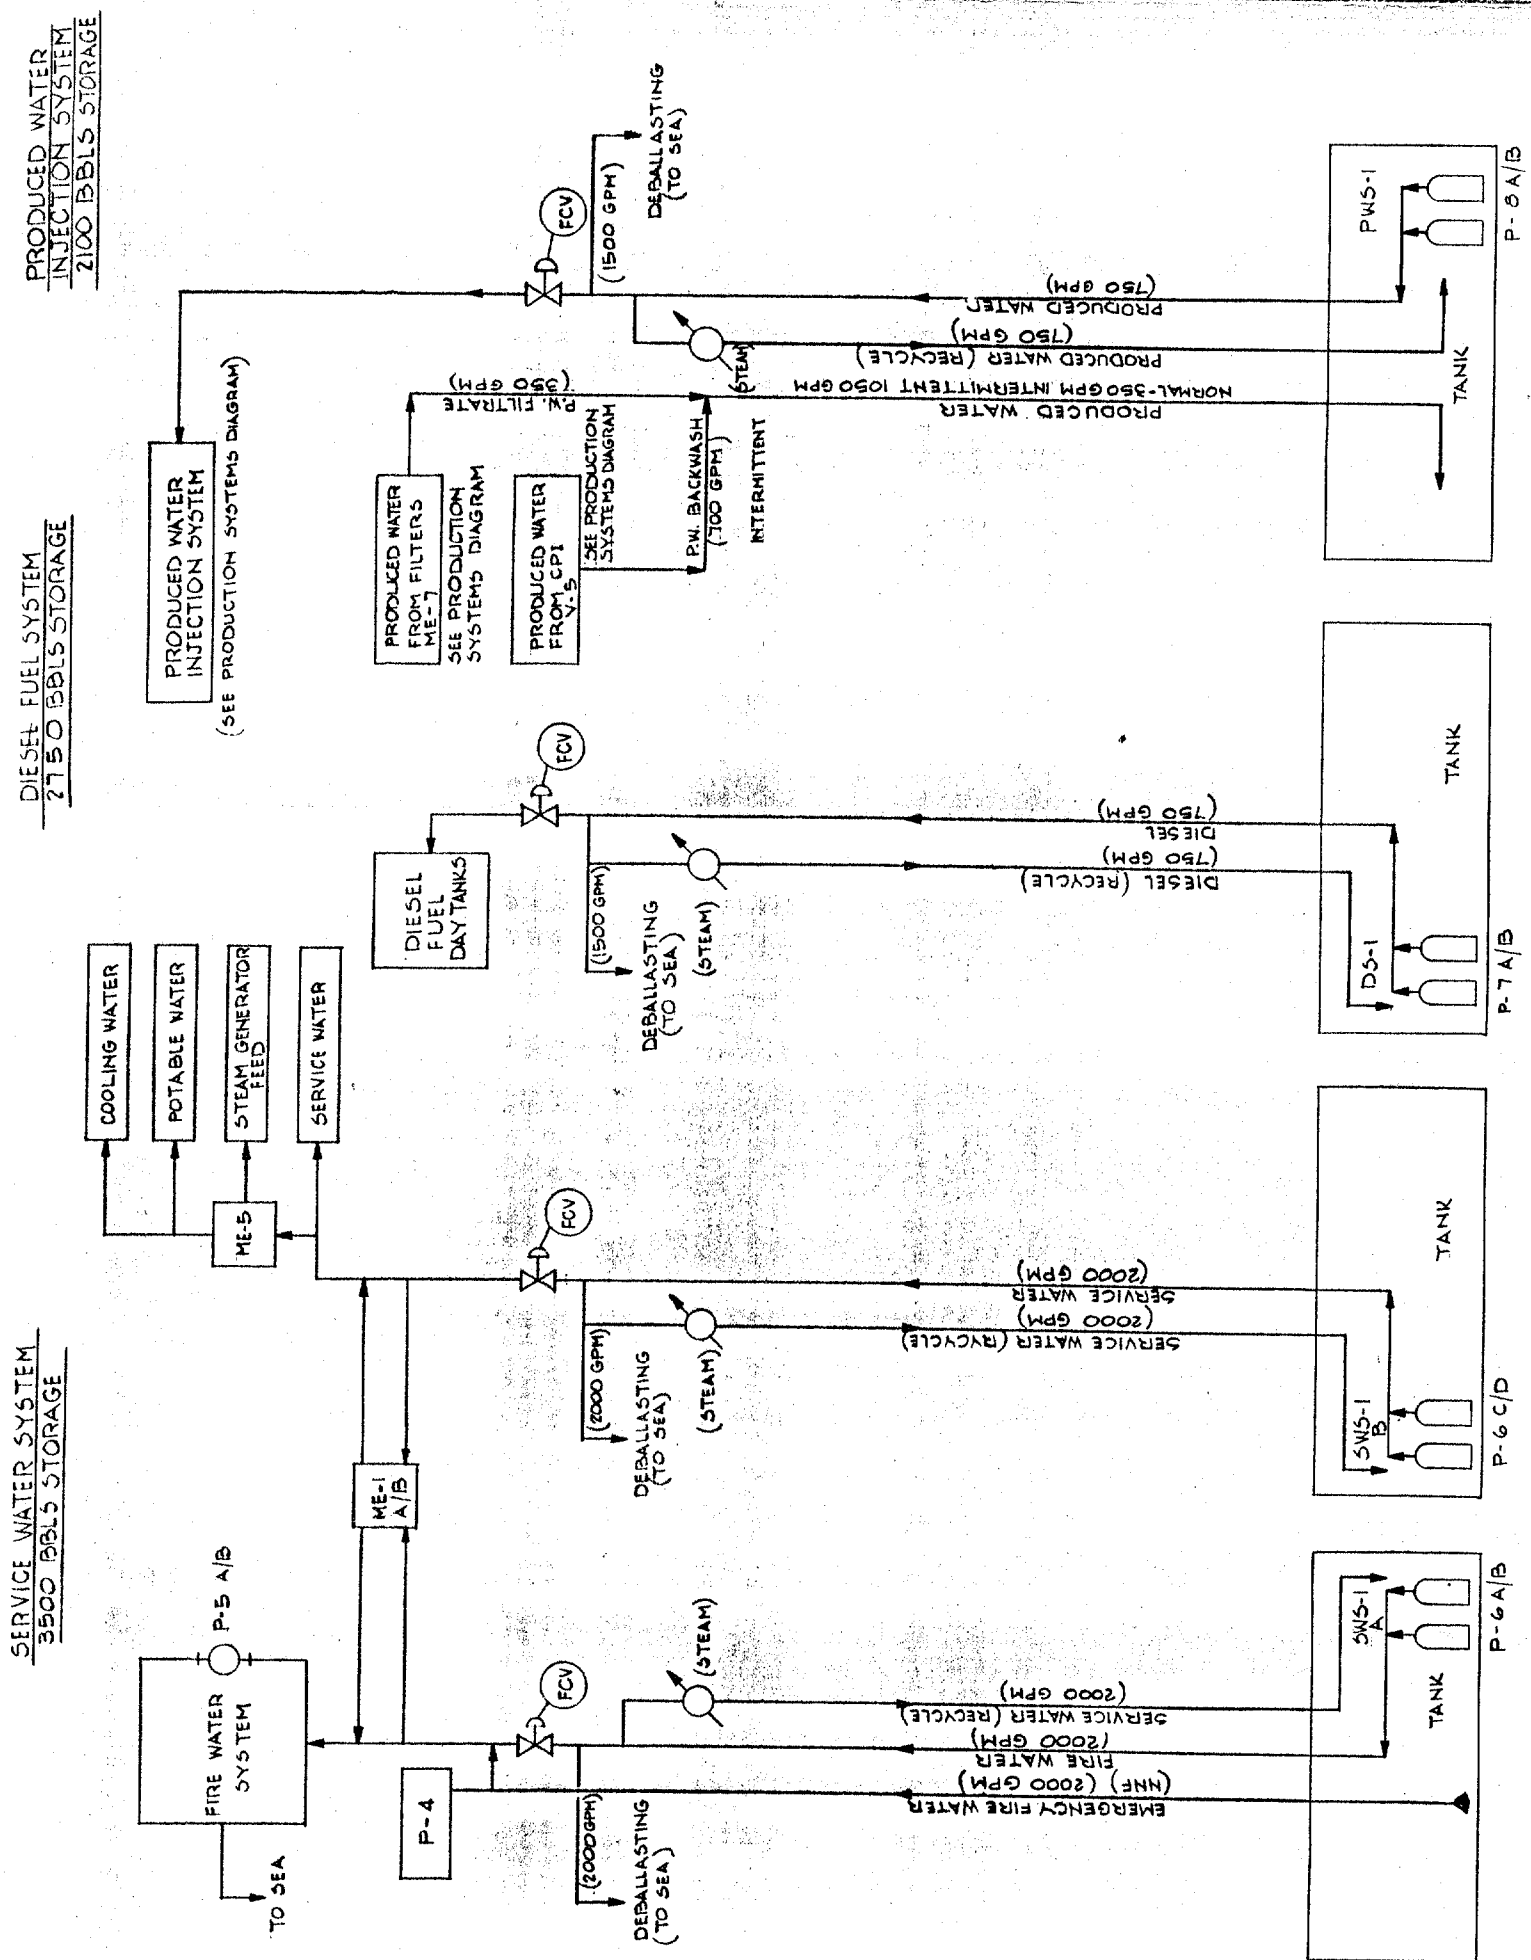 SERVICE WATER SYSTEM
3500 BBLS STORAGE
DIESEL FUEL SYSTEM
2750 BBLS STORAGE
PRODUCED WATER
INJECTION SYSTEM
2100 BBLS STORAGE
FIRE WATER
SYSTEM
P-5 A/B
TO SEA
P-4
ME-1
A/B
ME-5
COOLING WATER
POTABLE WATER
STEAM GENERATOR
FEED
SERVICE WATER
FCV
(2000 GPM)
DEBALLASTING
(TO SEA)
(STEAM)
EMERGENCY FIRE WATER
(NNF) (2000 GPM)
FIRE WATER
(2000 GPM)
SERVICE WATER (RECYCLE)
(2000 GPM)
TANK
SWS-1
A
P-6 A/B
FCV
(2000 GPM)
DEBALLASTING
(TO SEA)
(STEAM)
SERVICE WATER (RYCYCLE)
(2000 GPM)
SERVICE WATER
(2000 GPM)
SWS-1
B
TANK
P-6 C/D
DIESEL
FUEL
DAY TANKS
FCV
(1500 GPM)
DEBALLASTING
(TO SEA)
(STEAM)
DIESEL (RECYCLE)
(750 GPM)
DIESEL
(750 GPM)
DS-1
TANK
P-7 A/B
PRODUCED WATER
INJECTION SYSTEM
(SEE PRODUCTION SYSTEMS DIAGRAM)
PRODUCED WATER
FROM FILTERS
ME-7
SEE PRODUCTION
SYSTEMS DIAGRAM
P.W. FILTRATE
(350 GPM)
PRODUCED WATER
FROM CPI
V-5
SEE PRODUCTION
SYSTEMS DIAGRAM
P.W. BACKWASH
(700 GPM)
INTERMITTENT
FCV
(1500 GPM)
DEBALLASTING
(TO SEA)
(STEAM)
PRODUCED WATER
NORMAL-350 GPM INTERMITTENT 1050 GPM
PRODUCED WATER (RECYCLE)
(750 GPM)
PRODUCED WATER
(750 GPM)
TANK
PWS-1
P-8 A/B